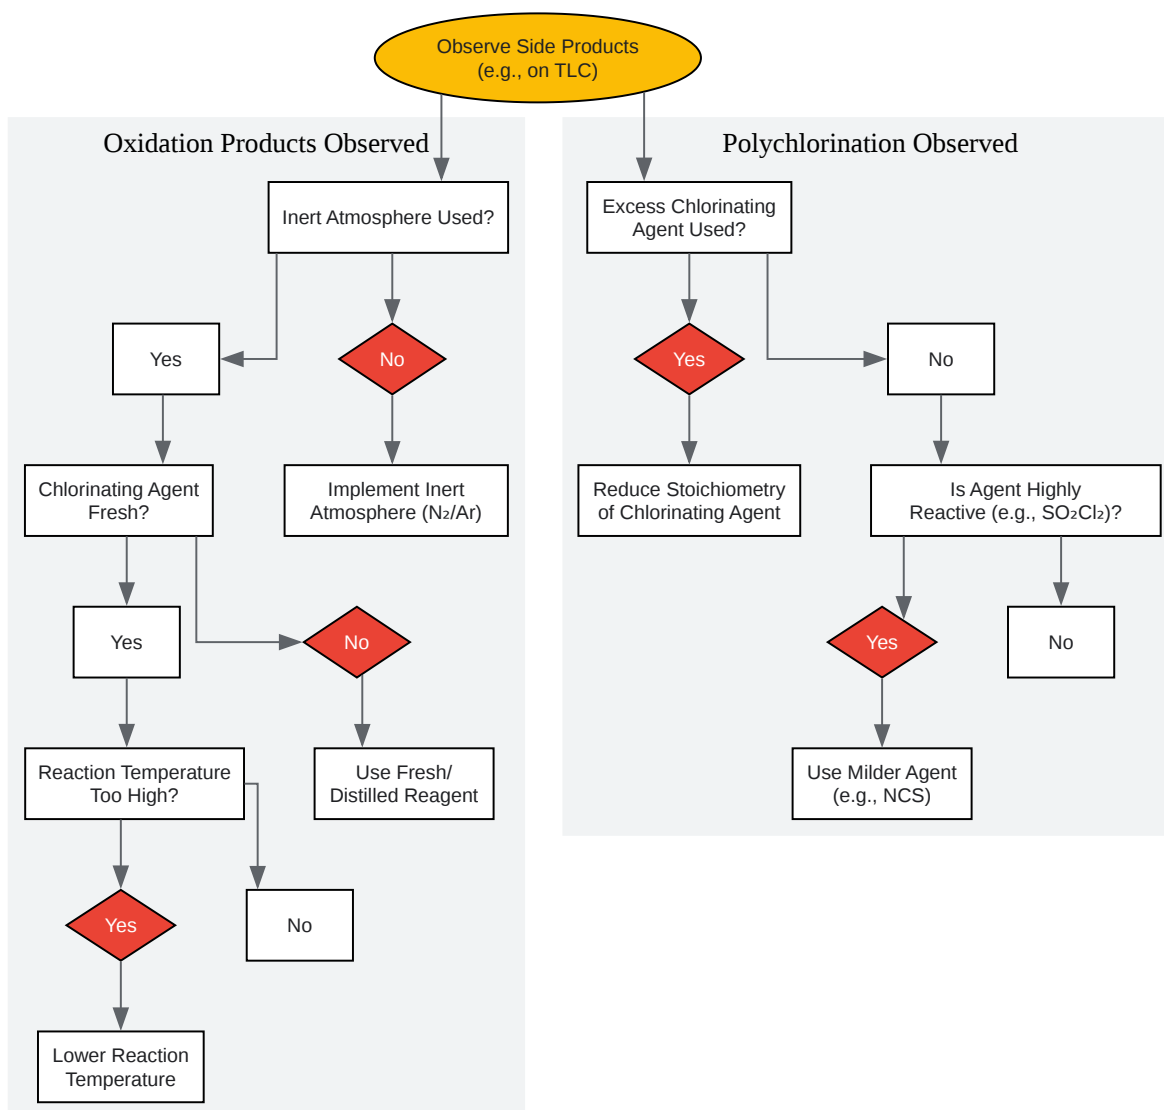 Observe Side Products
(e.g., on TLC)
Oxidation Products Observed
Inert Atmosphere Used?
Yes
No
Chlorinating Agent
Fresh?
Implement Inert
Atmosphere (N₂/Ar)
Yes
No
Reaction Temperature
Too High?
Use Fresh/
Distilled Reagent
Yes
No
Lower Reaction
Temperature
Polychlorination Observed
Excess Chlorinating
Agent Used?
Yes
No
Reduce Stoichiometry
of Chlorinating Agent
Is Agent Highly
Reactive (e.g., SO₂Cl₂)?
Yes
No
Use Milder Agent
(e.g., NCS)